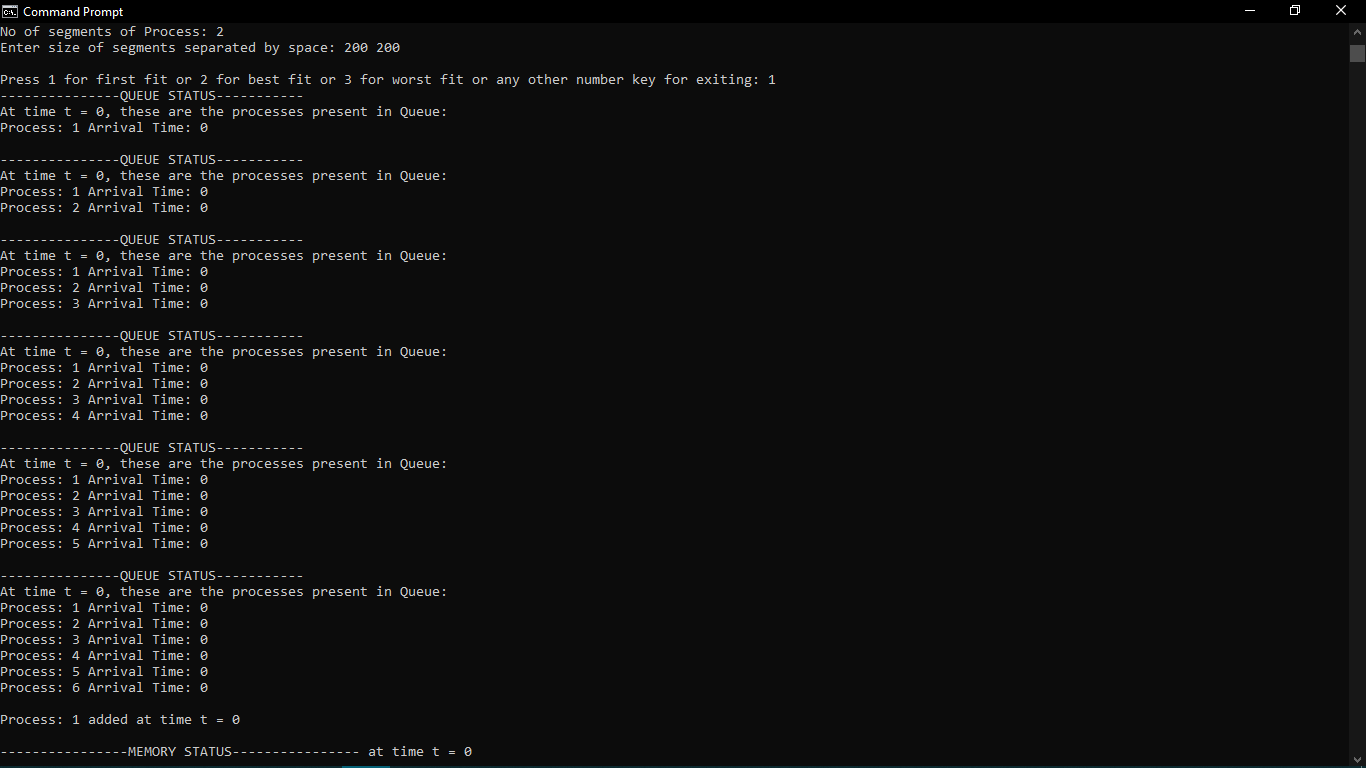 Command Prompt
No of segments of Process: 2
Enter size of segments separated by space: 200 200
Press 1 for first fit or 2 for best fit or 3 for worst fit or any other number key for exiting: 1
---------------QUEUE STATUS-----------
At time t = 0, these are the processes present in Queue:
Process: 1 Arrival Time: 0
---------------QUEUE STATUS-----------
At time t = 0, these are the processes present in Queue:
Process: 1 Arrival Time: 0
Process: 2 Arrival Time: 0
---------------QUEUE STATUS-----------
At time t = 0, these are the processes present in Queue:
Process: 1 Arrival Time: 0
Process: 2 Arrival Time: 0
Process: 3 Arrival Time: 0
---------------QUEUE STATUS-----------
At time t = 0, these are the processes present in Queue:
Process: 1 Arrival Time: 0
Process: 2 Arrival Time: 0
Process: 3 Arrival Time: 0
Process: 4 Arrival Time: 0
---------------QUEUE STATUS-----------
At time t = 0, these are the processes present in Queue:
Process: 1 Arrival Time: 0
Process: 2 Arrival Time: 0
Process: 3 Arrival Time: 0
Process: 4 Arrival Time: 0
Process: 5 Arrival Time: 0
---------------QUEUE STATUS-----------
At time t = 0, these are the processes present in Queue:
Process: 1 Arrival Time: 0
Process: 2 Arrival Time: 0
Process: 3 Arrival Time: 0
Process: 4 Arrival Time: 0
Process: 5 Arrival Time: 0
Process: 6 Arrival Time: 0
Process: 1 added at time t = 0
----------------MEMORY STATUS---------------- at time t = 0